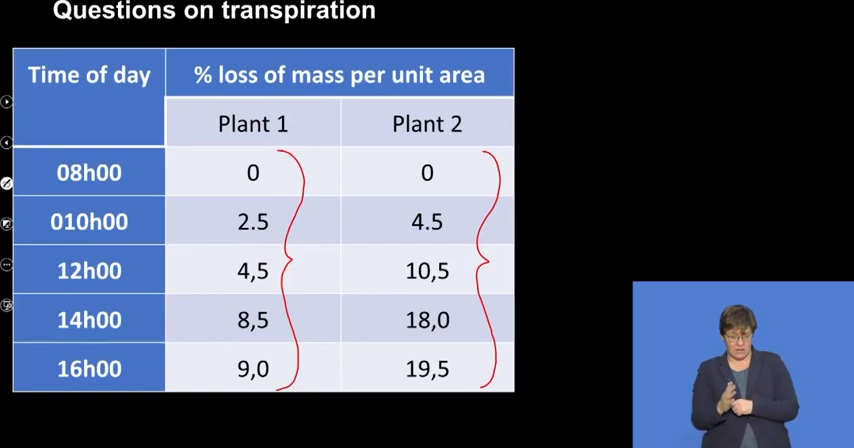 Questions on transpiration
Time of day % loss of mass per unit area
Plant 1 Plant 2
08h00 0 0
010h00 2.5 4.5
12h00 4,5 10,5
14h00 8,5 18,0
16h00 9,0 19,5